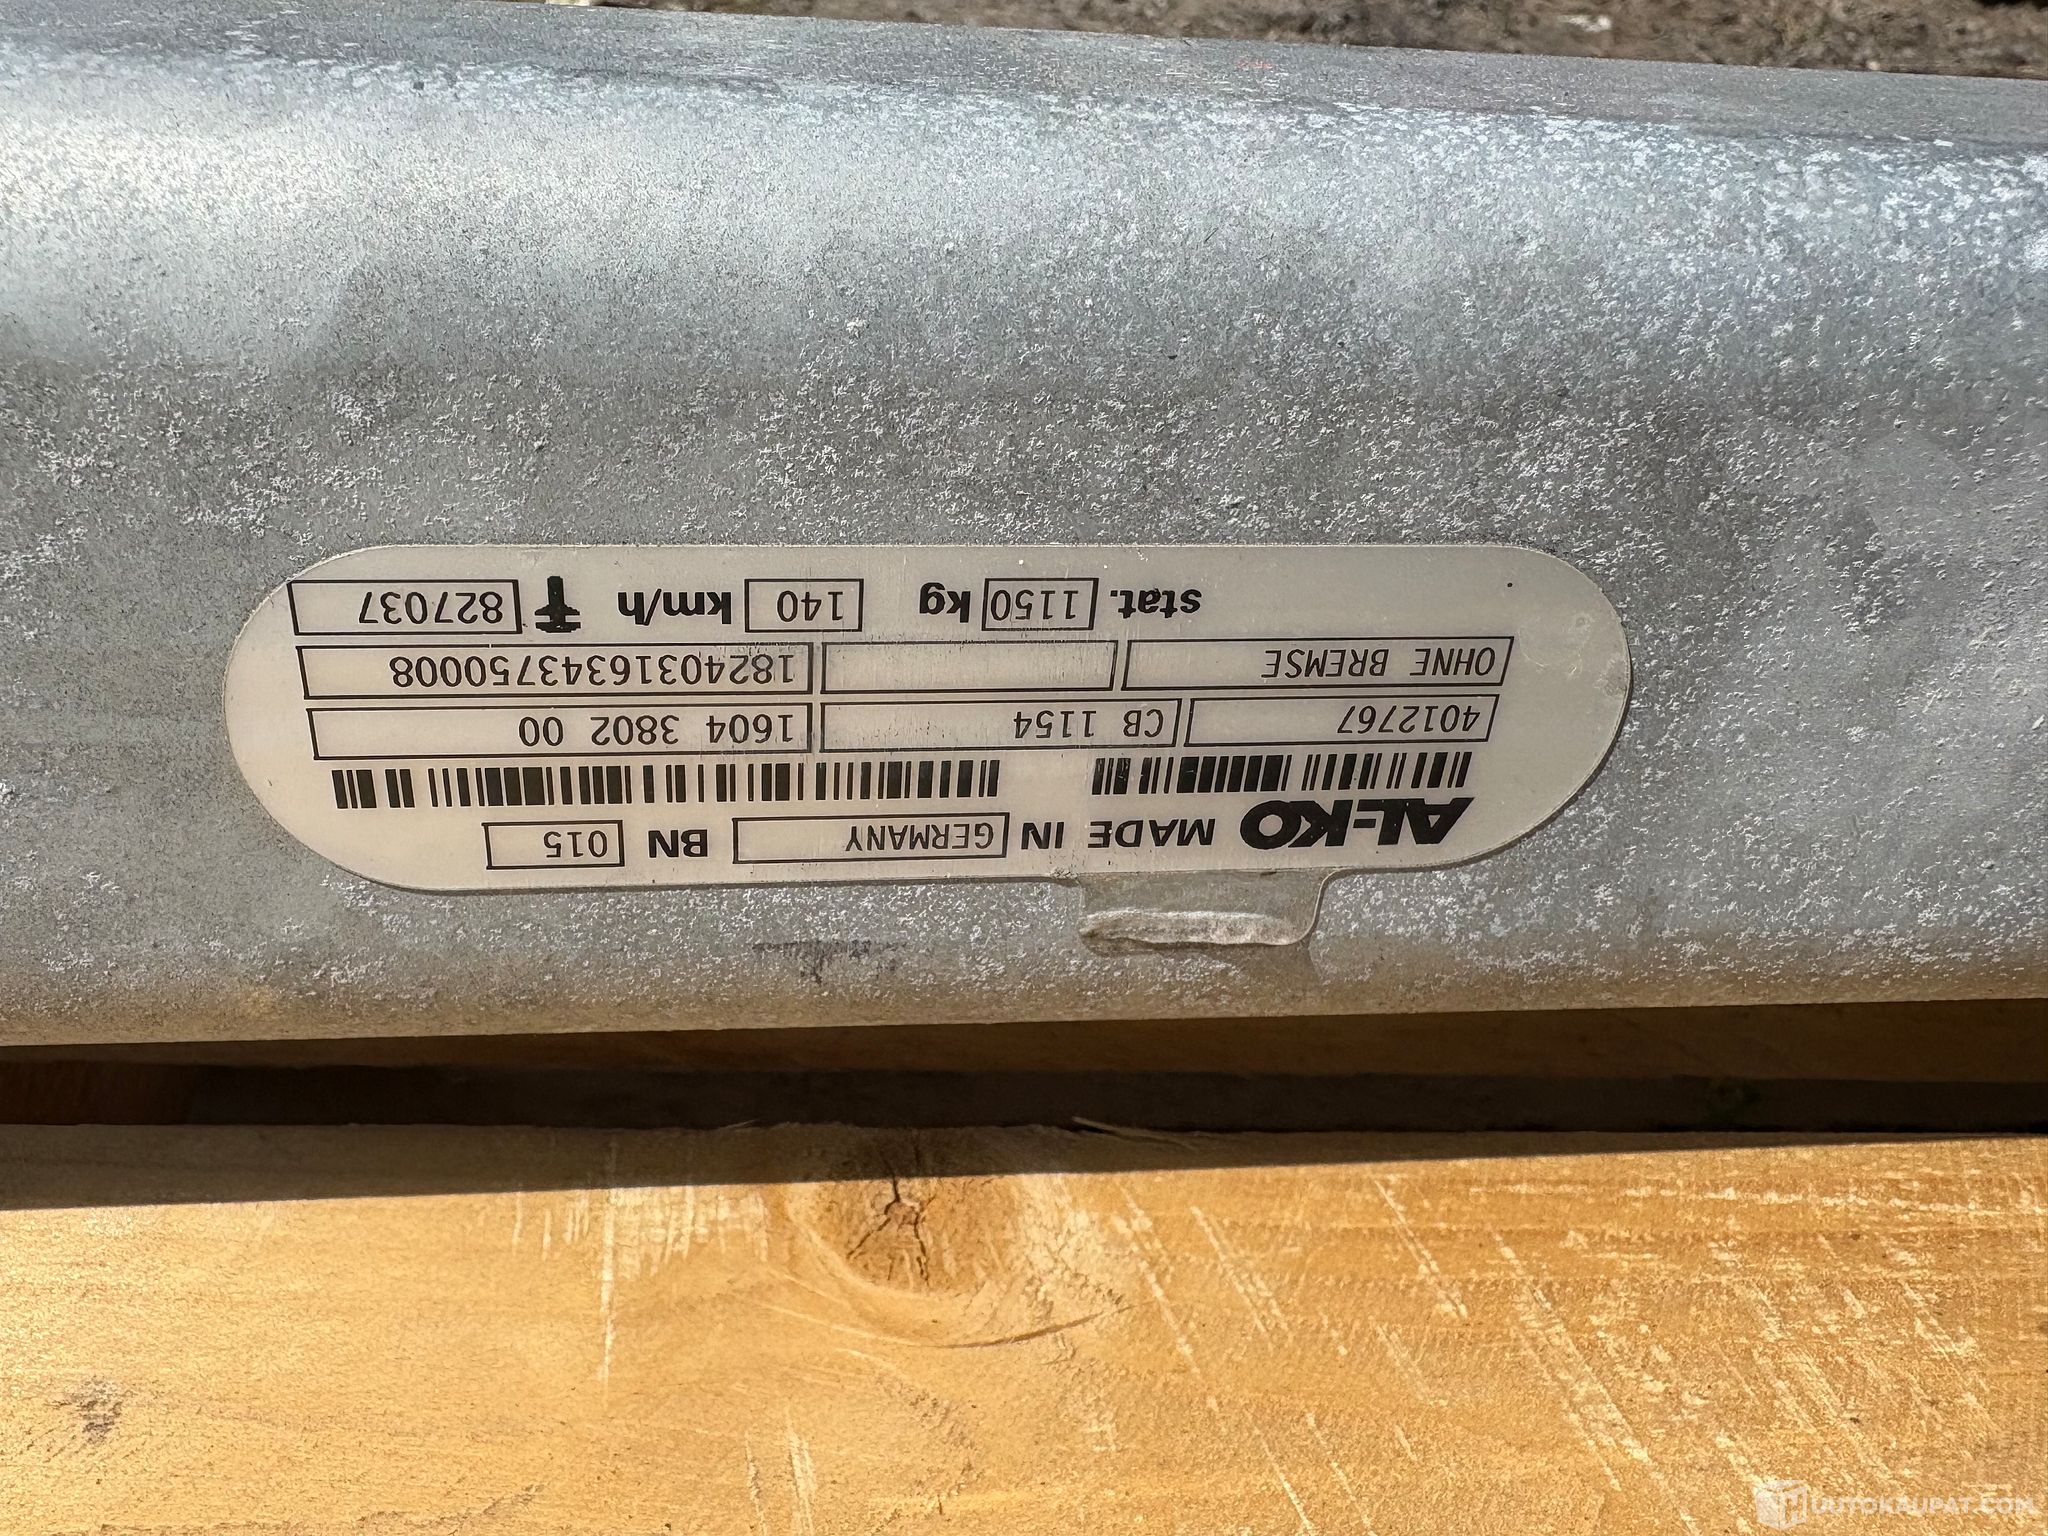 AL-KO MADE IN GERMANY BN 015
4012767 CB 1154 1604 3802 00
OHNE BREMSE 18240316343750008
stat. 1150 kg 140 km/h 827037
UUTOKAUPAT.COM